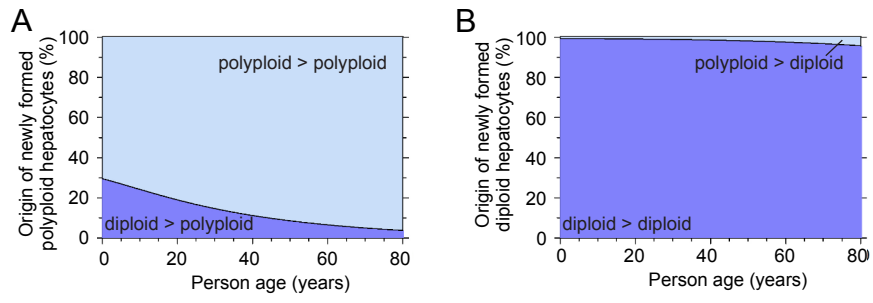 A
Origin of newly formed
polyploid hepatocytes (%)
100
80
60
40
20
0
polyploid > polyploid
diploid > polyploid
0
20
40
60
80
Person age (years)
B
Origin of newly formed
diploid hepatocytes (%)
100
80
60
40
20
0
polyploid > diploid
diploid > diploid
0
20
40
60
80
Person age (years)